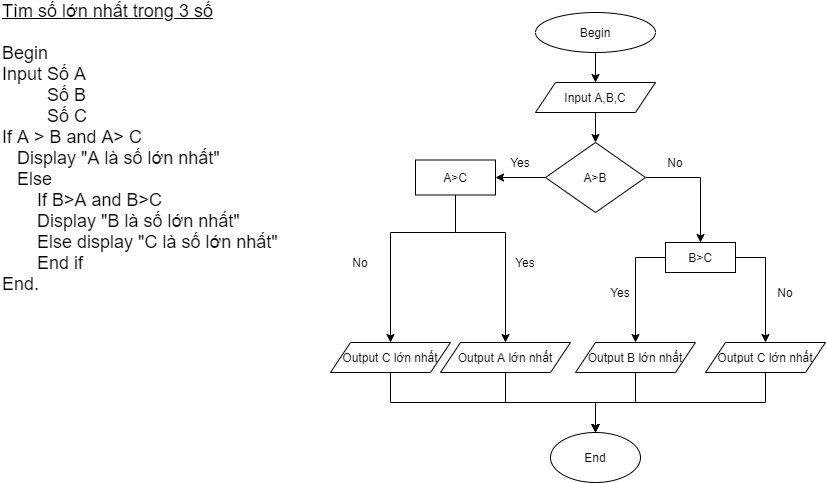 Tìm số lớn nhất trong 3 số
Begin
Input Số A
Số B
Số C
If A > B and A> C
Display "A là số lớn nhất"
Else
If B>A and B>C
Display "B là số lớn nhất"
Else display "C là số lớn nhất"
End if
End.
Begin
Input A,B,C
A>B
Yes
No
A>C
B>C
No
Yes
Yes
No
Output C lớn nhất
Output A lớn nhất
Output B lớn nhất
Output C lớn nhất
End